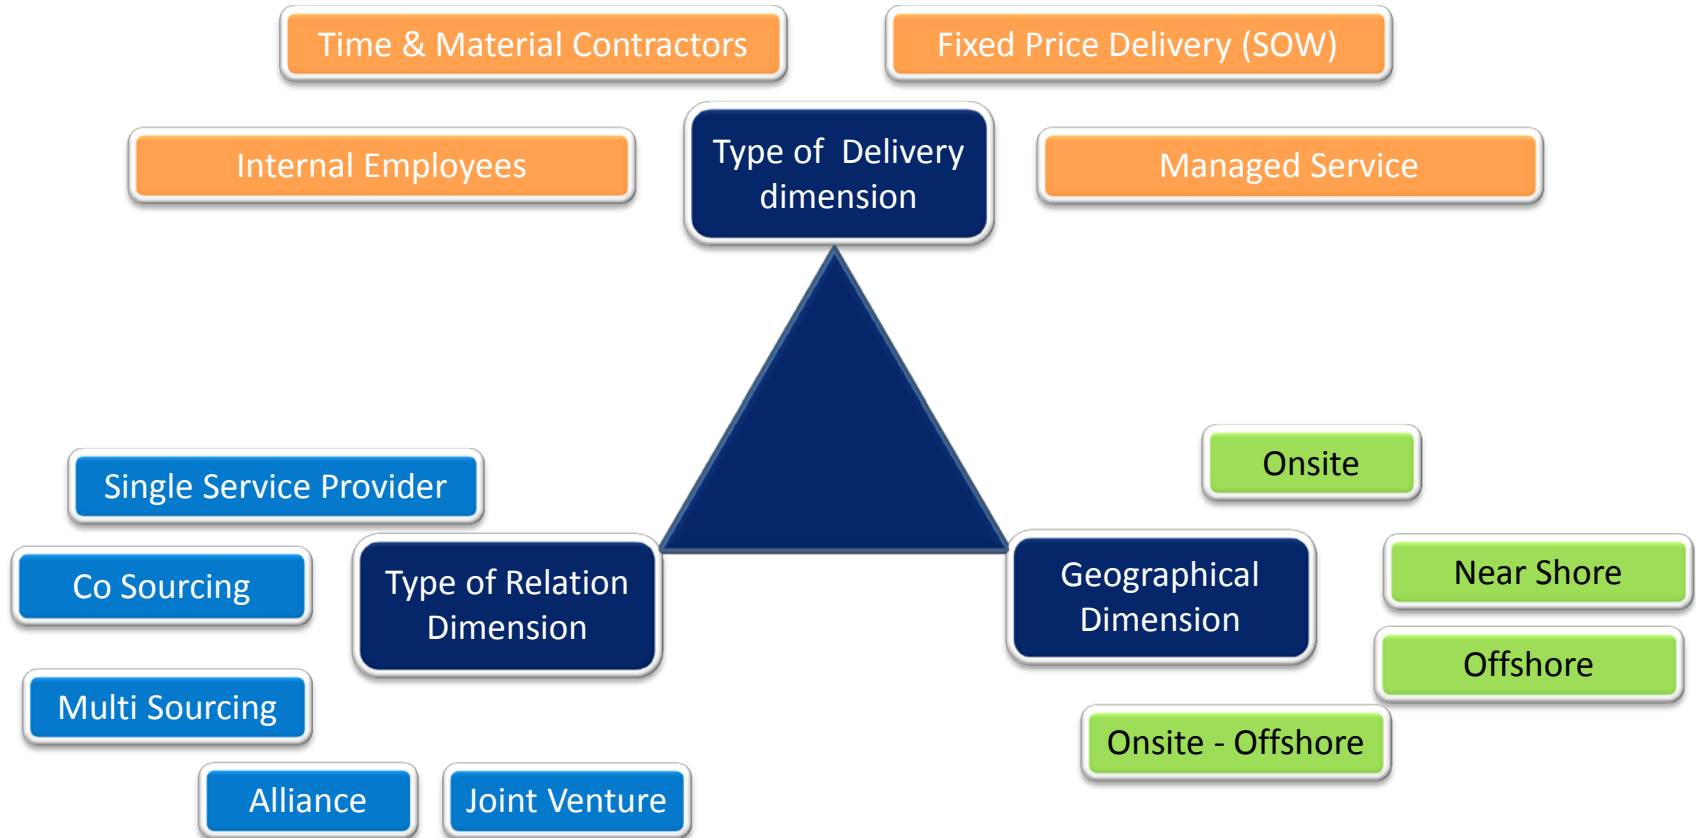 Time & Material Contractors
Fixed Price Delivery (SOW)
Internal Employees
Type of Delivery
dimension
Managed Service
Single Service Provider
Co Sourcing
Type of Relation
Dimension
Multi Sourcing
Alliance
Joint Venture
Onsite
Geographical
Dimension
Near Shore
Offshore
Onsite - Offshore